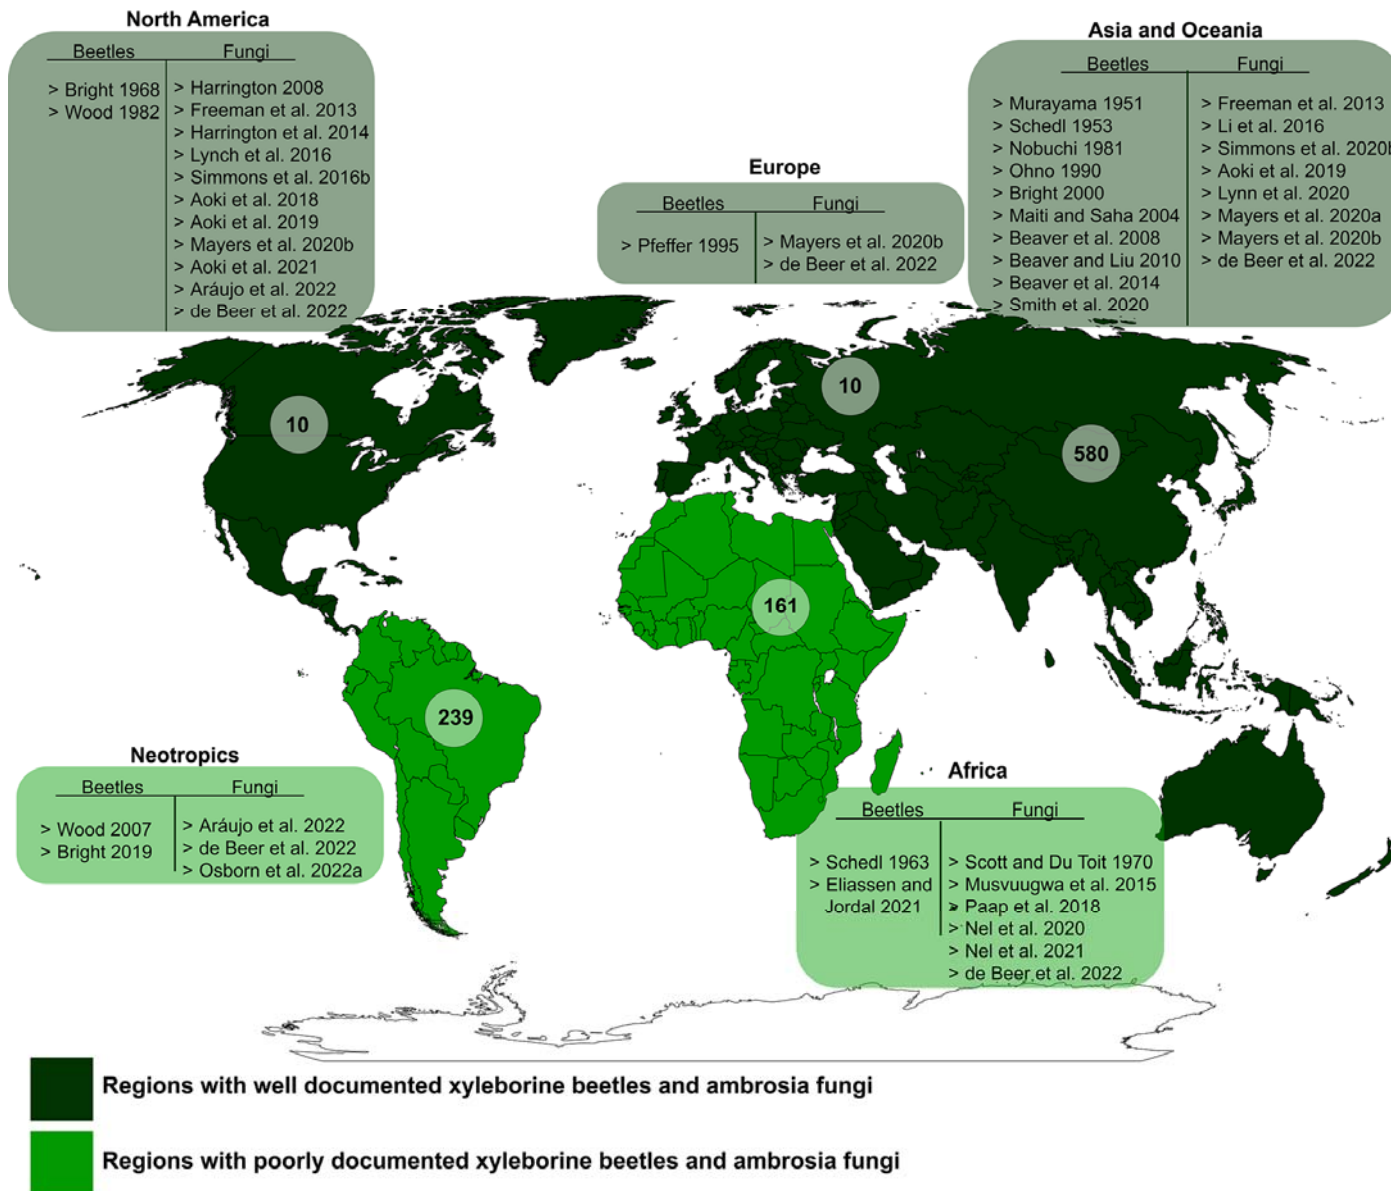 North America
Beetles Fungi
> Bright 1968
> Wood 1982
> Harrington 2008
> Freeman et al. 2013
> Harrington et al. 2014
> Lynch et al. 2016
> Simmons et al. 2016b
> Aoki et al. 2018
> Aoki et al. 2019
> Mayers et al. 2020b
> Aoki et al. 2021
> Aráujo et al. 2022
> de Beer et al. 2022
Europe
Beetles Fungi
> Pfeffer 1995
> Mayers et al. 2020b
> de Beer et al. 2022
Asia and Oceania
Beetles Fungi
> Murayama 1951
> Schedl 1953
> Nobuchi 1981
> Ohno 1990
> Bright 2000
> Maiti and Saha 2004
> Beaver et al. 2008
> Beaver and Liu 2010
> Beaver et al. 2014
> Smith et al. 2020
> Freeman et al. 2013
> Li et al. 2016
> Simmons et al. 2020b
> Aoki et al. 2019
> Lynn et al. 2020
> Mayers et al. 2020a
> Mayers et al. 2020b
> de Beer et al. 2022
10
10
580
161
239
Neotropics
Beetles Fungi
> Wood 2007
> Bright 2019
> Aráujo et al. 2022
> de Beer et al. 2022
> Osborn et al. 2022a
Africa
Beetles Fungi
> Schedl 1963
> Eliassen and
Jordal 2021
> Scott and Du Toit 1970
> Musvuugwa et al. 2015
> Paap et al. 2018
> Nel et al. 2020
> Nel et al. 2021
> de Beer et al. 2022
Regions with well documented xyleborine beetles and ambrosia fungi
Regions with poorly documented xyleborine beetles and ambrosia fungi